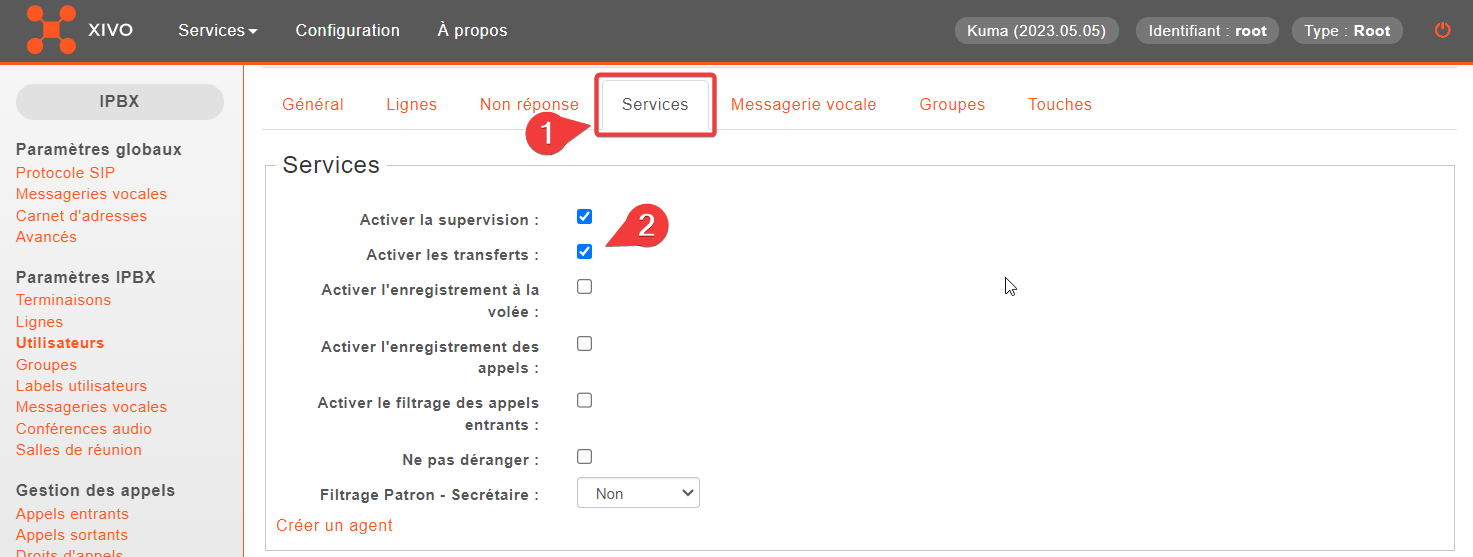 XIVO Services Configuration À propos Kuma (2023.05.05) Identifiant : root Type : Root
IPBX
Paramètres globaux
Protocole SIP
Messageries vocales
Carnet d'adresses
Avancés
Paramètres IPBX
Terminaisons
Lignes
Utilisateurs
Groupes
Labels utilisateurs
Messageries vocales
Conférences audio
Salles de réunion
Gestion des appels
Appels entrants
Appels sortants
Droits d'appels
Général Lignes Non réponse Services Messagerie vocale Groupes Touches
1
Services
Activer la supervision :
2
Activer les transferts :
Activer l'enregistrement à la
volée :
Activer l'enregistrement des
appels :
Activer le filtrage des appels
entrants :
Ne pas déranger :
Filtrage Patron - Secrétaire : Non
Créer un agent